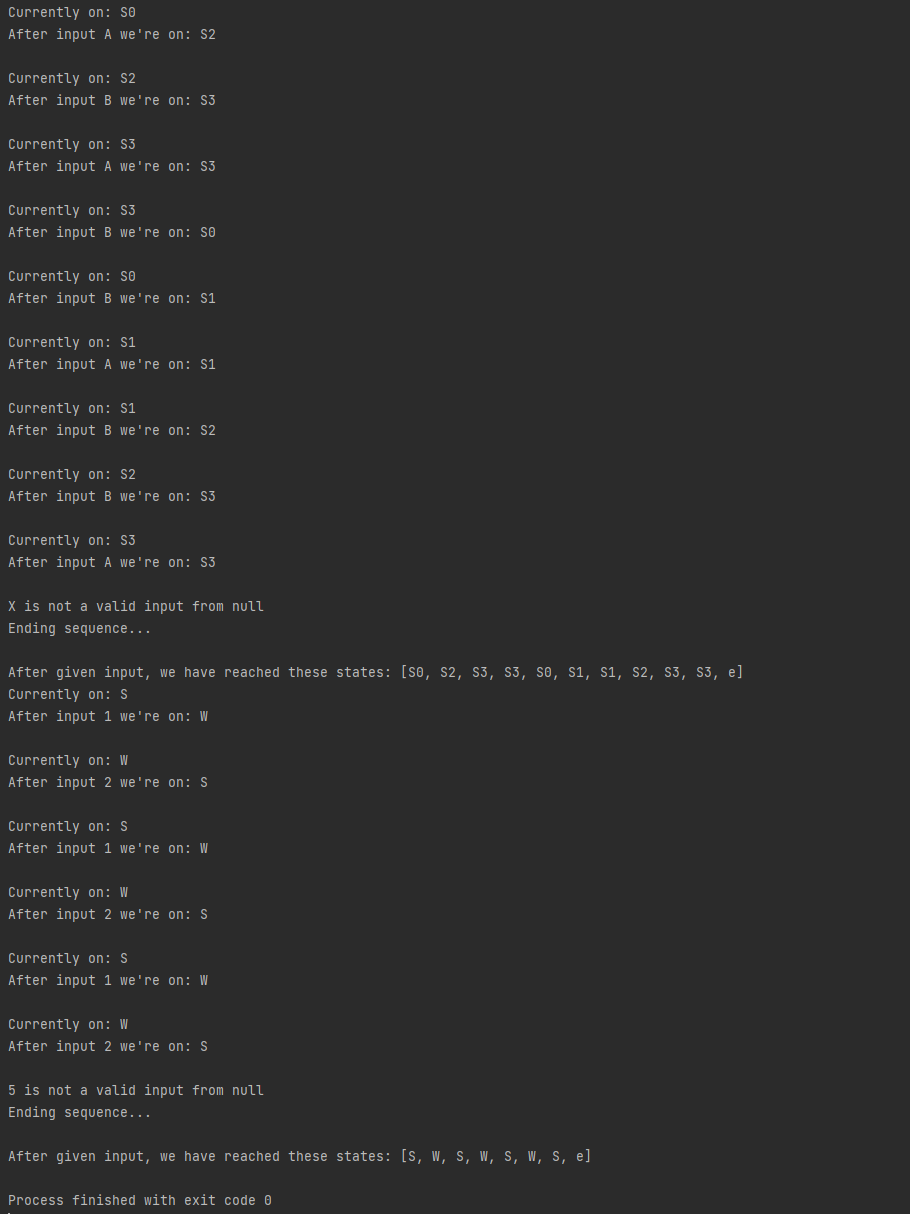 Currently on: S0
After input A we're on: S2
Currently on: S2
After input B we're on: S3
Currently on: S3
After input A we're on: S3
Currently on: S3
After input B we're on: S0
Currently on: S0
After input B we're on: S1
Currently on: S1
After input A we're on: S1
Currently on: S1
After input B we're on: S2
Currently on: S2
After input B we're on: S3
Currently on: S3
After input A we're on: S3
X is not a valid input from null
Ending sequence...
After given input, we have reached these states: [S0, S2, S3, S3, S0, S1, S1, S2, S3, S3, e]
Currently on: S
After input 1 we're on: W
Currently on: W
After input 2 we're on: S
Currently on: S
After input 1 we're on: W
Currently on: W
After input 2 we're on: S
Currently on: S
After input 1 we're on: W
Currently on: W
After input 2 we're on: S
5 is not a valid input from null
Ending sequence...
After given input, we have reached these states: [S, W, S, W, S, W, S, e]
Process finished with exit code 0